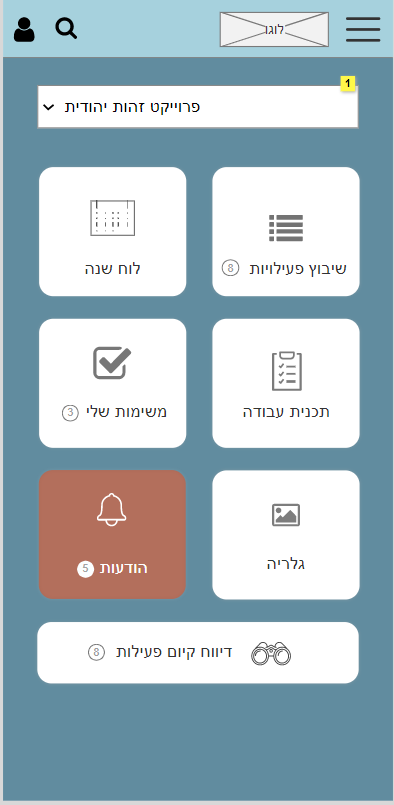 לוגו
1
פרוייקט זהות יהודית
שיבוץ פעילויות 8
לוח שנה
תכנית עבודה
משימות שלי 3
גלריה
הודעות 5
דיווח קיום פעילות 8